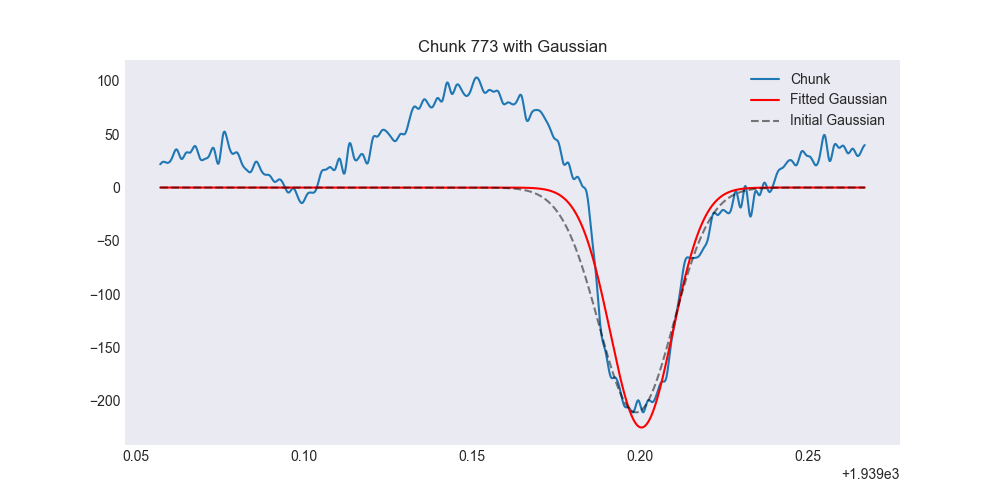 Chunk 773 with Gaussian
Chunk
Fitted Gaussian
Initial Gaussian
100
50
0
−50
−100
−150
−200
0.05 0.10 0.15 0.20 0.25
+1.939e3